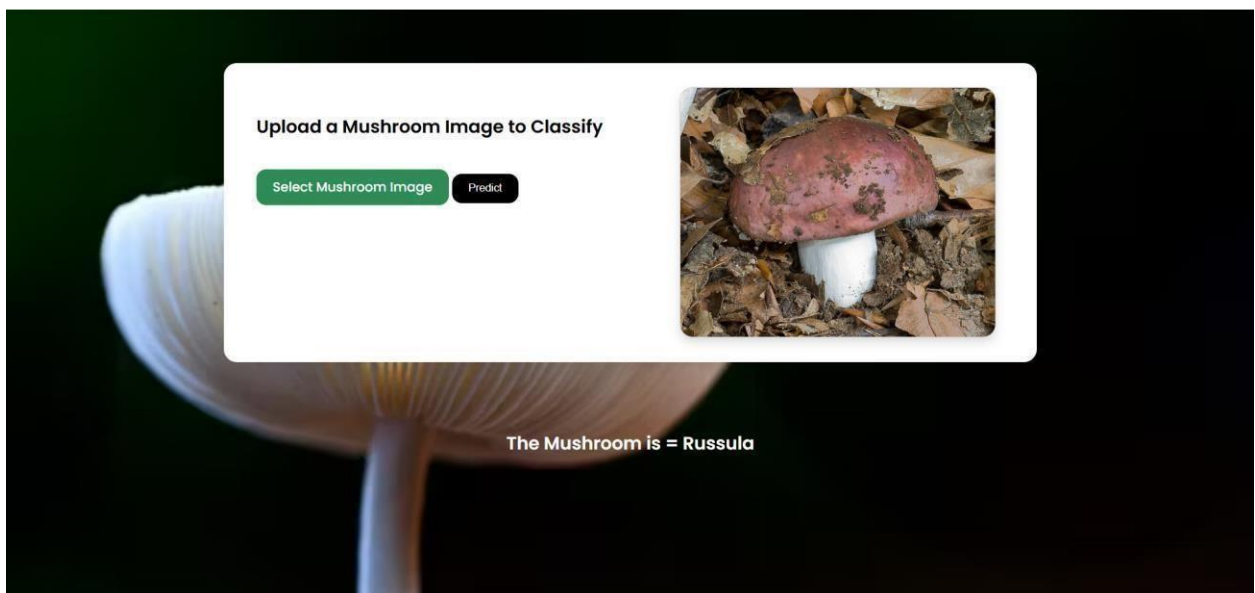 Upload a Mushroom Image to Classify
Select Mushroom Image
Predict
The Mushroom is = Russula